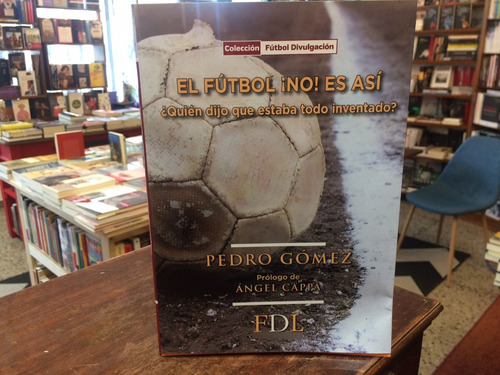 Colección Fútbol Divulgación
EL FÚTBOL ¡NO! ES ASÍ
¿Quién dijo que estaba todo inventado?
PEDRO GÓMEZ
Prólogo de
ÁNGEL CAPPA
FDL